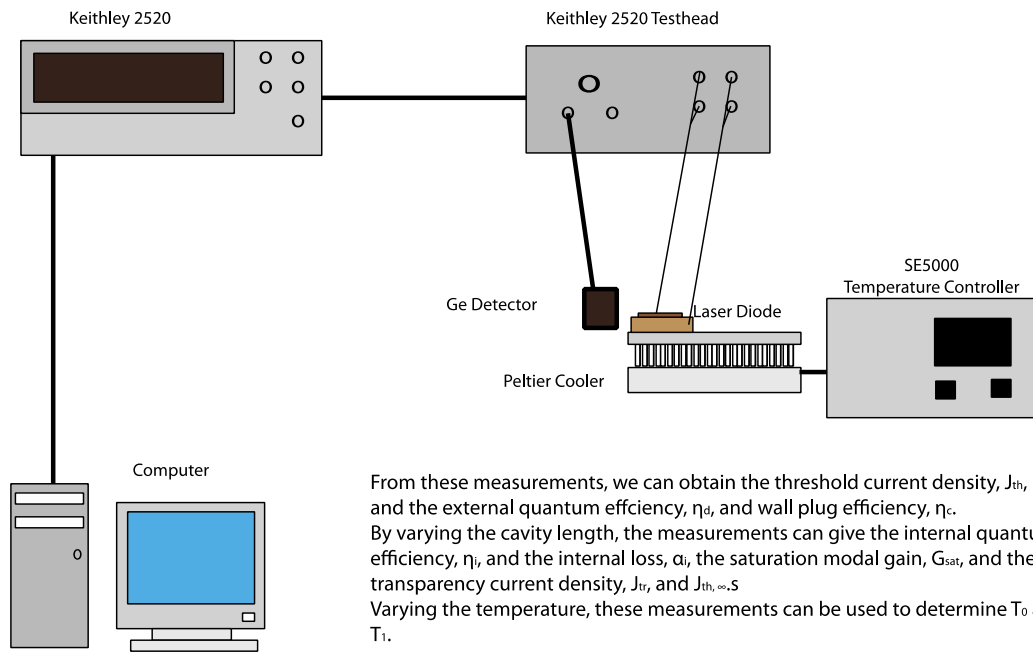 Keithley 2520
Keithley 2520 Testhead
SE5000
Temperature Controller
Ge Detector
Laser Diode
Peltier Cooler
Computer
From these measurements, we can obtain the threshold current density, Jth,
and the external quantum effciency, ηd, and wall plug efficiency, ηc.
By varying the cavity length, the measurements can give the internal quantu
efficiency, ηi, and the internal loss, αi, the saturation modal gain, Gsat, and the
transparency current density, Jtr, and Jth, ∞.s
Varying the temperature, these measurements can be used to determine T0
T1.